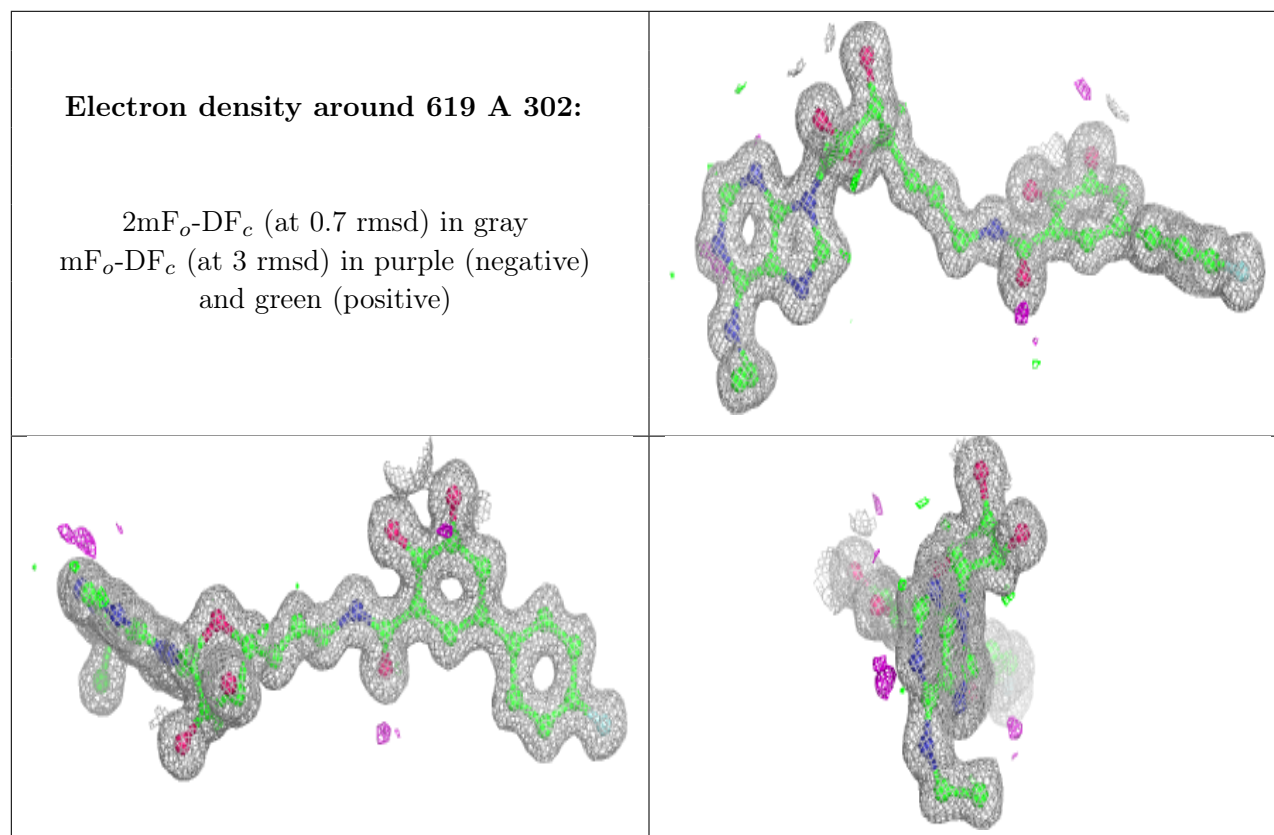 Electron density around 619 A 302:
2mFₒ-DF𝒸 (at 0.7 rmsd) in gray
mFₒ-DF𝒸 (at 3 rmsd) in purple (negative)
and green (positive)